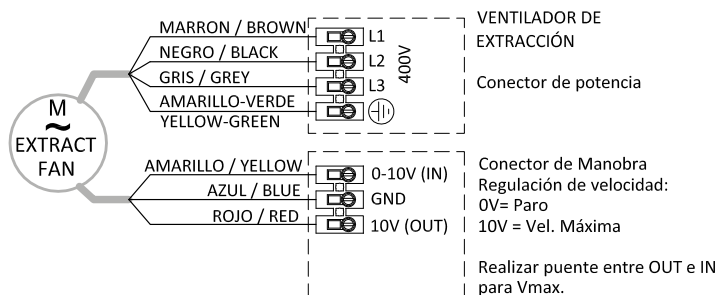 MARRON / BROWN
NEGRO / BLACK
GRIS / GREY
AMARILLO-VERDE
YELLOW-GREEN
L1
L2
L3
400V
VENTILADOR DE
EXTRACCIÓN
Conector de potencia
M
~
EXTRACT
FAN
AMARILLO / YELLOW
AZUL / BLUE
ROJO / RED
0-10V (IN)
GND
10V (OUT)
Conector de Manobra
Regulación de velocidad:
0V= Paro
10V = Vel. Máxima
Realizar puente entre OUT e IN
para Vmax.